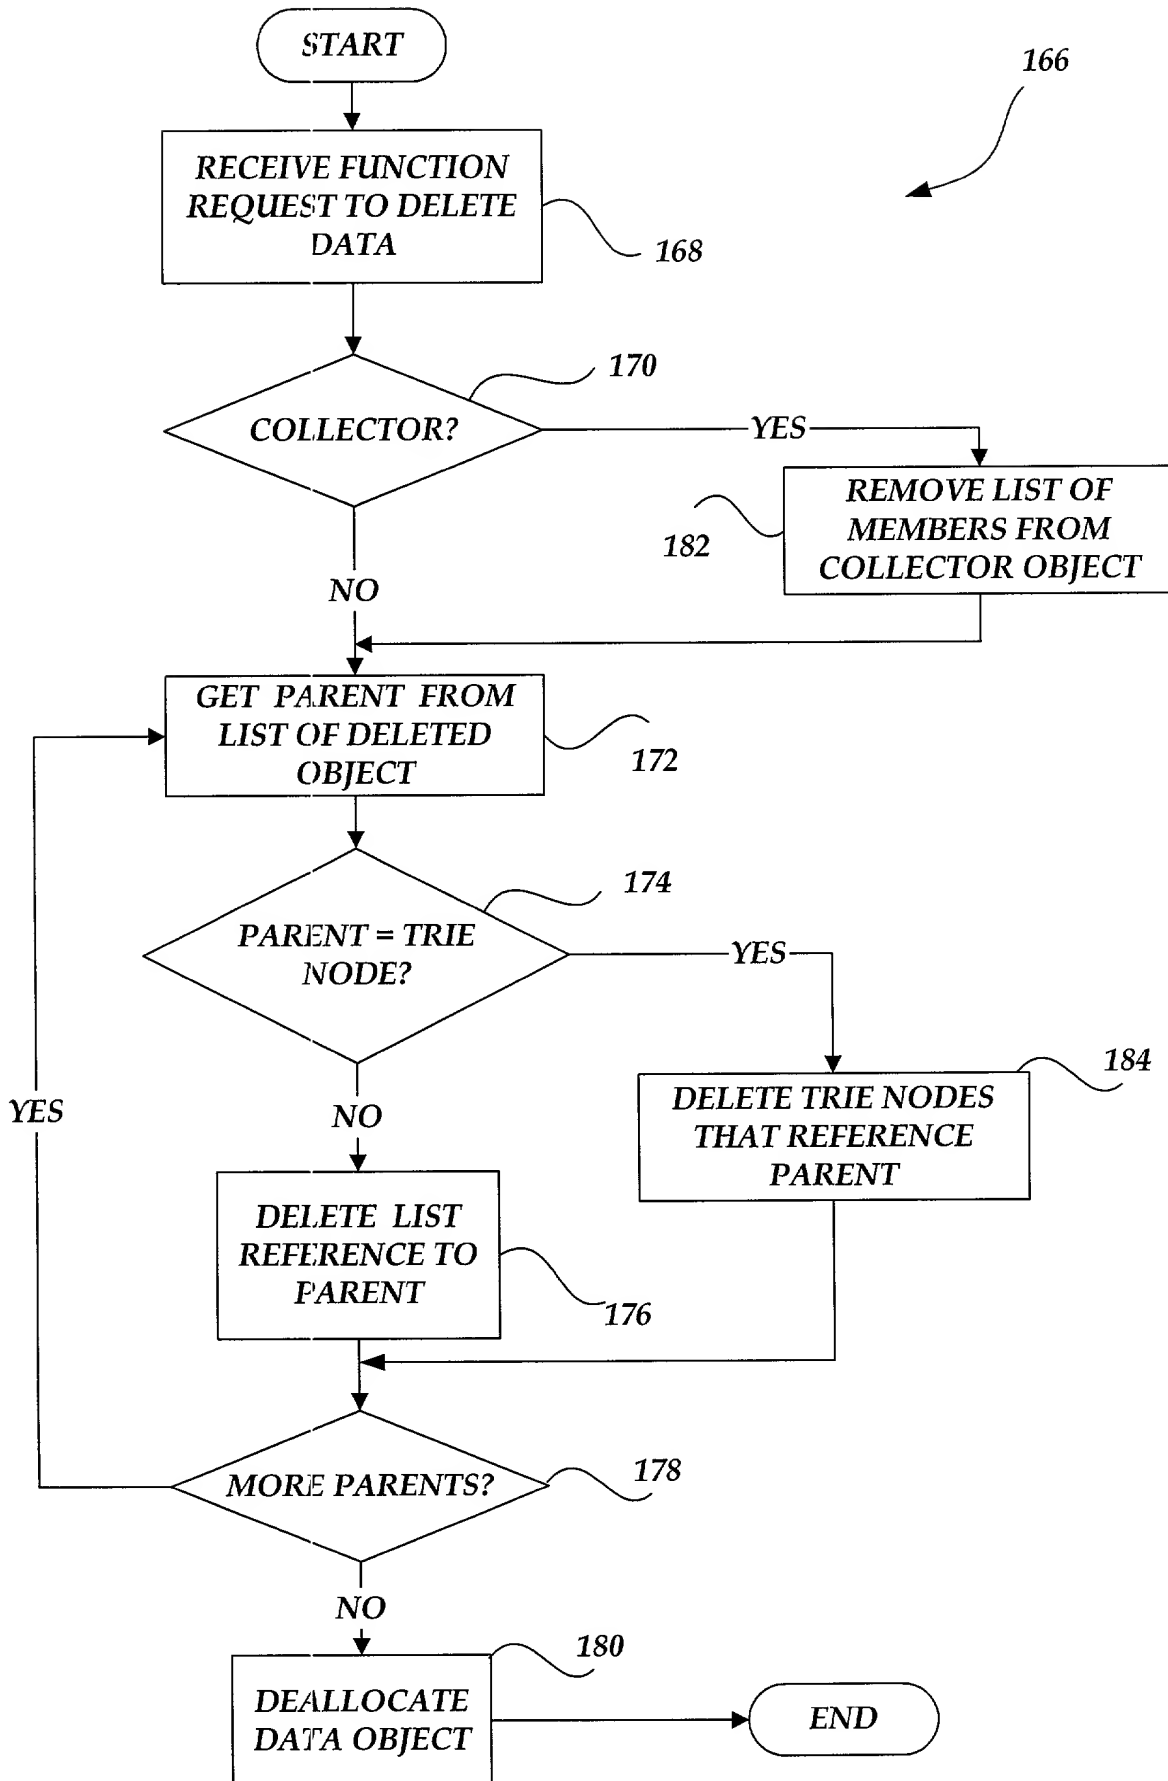 START
166
RECEIVE FUNCTION
REQUEST TO DELETE
DATA
168
170
COLLECTOR?
YES
REMOVE LIST OF
MEMBERS FROM
COLLECTOR OBJECT
182
NO
GET PARENT FROM
LIST OF DELETED
OBJECT
172
174
PARENT = TRIE
NODE?
YES
184
DELETE TRIE NODES
THAT REFERENCE
PARENT
YES
NO
DELETE LIST
REFERENCE TO
PARENT
176
MORE PARENTS?
178
NO
180
DEALLOCATE
DATA OBJECT
END